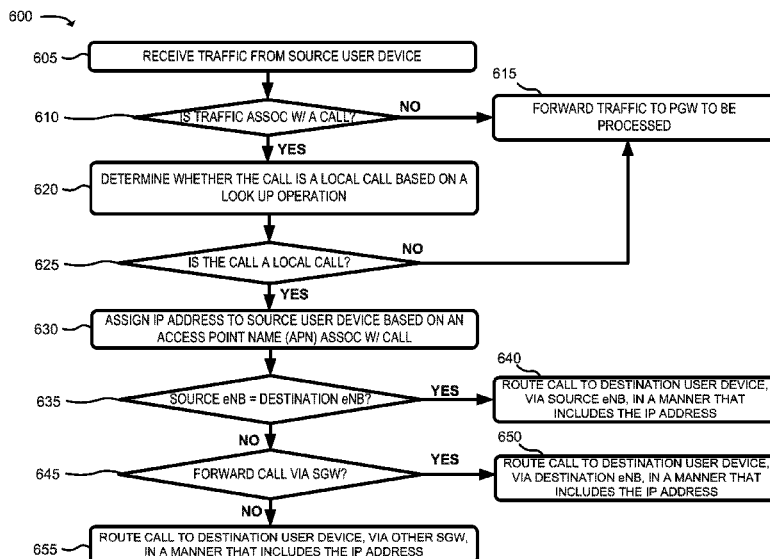 600
605
RECEIVE TRAFFIC FROM SOURCE USER DEVICE
610
IS TRAFFIC ASSOC W/ A CALL?
NO
615
FORWARD TRAFFIC TO PGW TO BE
PROCESSED
YES
620
DETERMINE WHETHER THE CALL IS A LOCAL CALL BASED ON A
LOOK UP OPERATION
625
IS THE CALL A LOCAL CALL?
NO
YES
630
ASSIGN IP ADDRESS TO SOURCE USER DEVICE BASED ON AN
ACCESS POINT NAME (APN) ASSOC W/ CALL
635
SOURCE eNB = DESTINATION eNB?
YES
640
ROUTE CALL TO DESTINATION USER DEVICE,
VIA SOURCE eNB, IN A MANNER THAT
INCLUDES THE IP ADDRESS
NO
645
FORWARD CALL VIA SGW?
YES
650
ROUTE CALL TO DESTINATION USER DEVICE,
VIA DESTINATION eNB, IN A MANNER THAT
INCLUDES THE IP ADDRESS
NO
655
ROUTE CALL TO DESTINATION USER DEVICE, VIA OTHER SGW,
IN A MANNER THAT INCLUDES THE IP ADDRESS